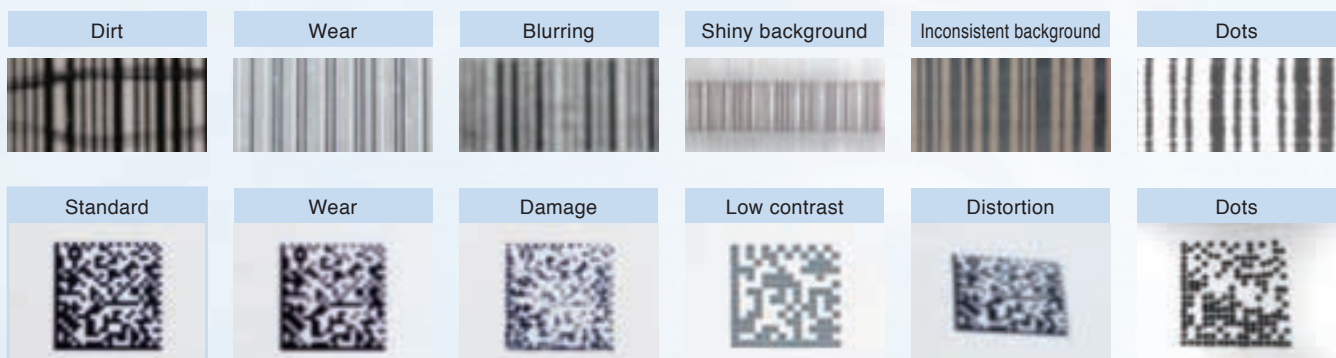 Dirt
Wear
Blurring
Shiny background
Inconsistent background
Dots
Standard
Wear
Damage
Low contrast
Distortion
Dots